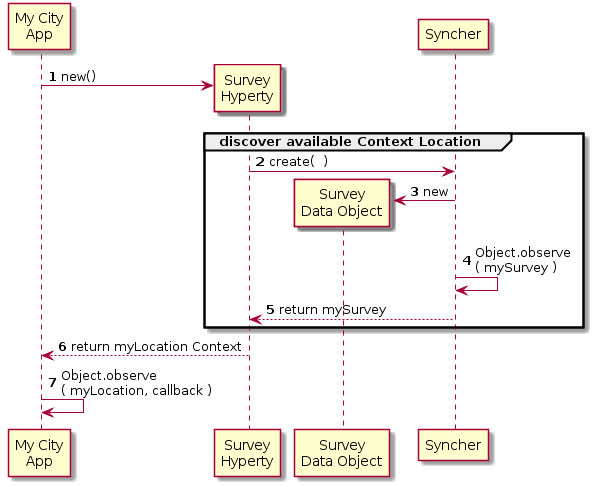 My City
App
Syncher
1 new()
Survey
Hyperty
discover available Context Location
2 create(  )
Survey
Data Object
3 new
4 Object.observe
( mySurvey )
5 return mySurvey
6 return myLocation Context
7 Object.observe
( myLocation, callback )
My City
App
Survey
Hyperty
Survey
Data Object
Syncher